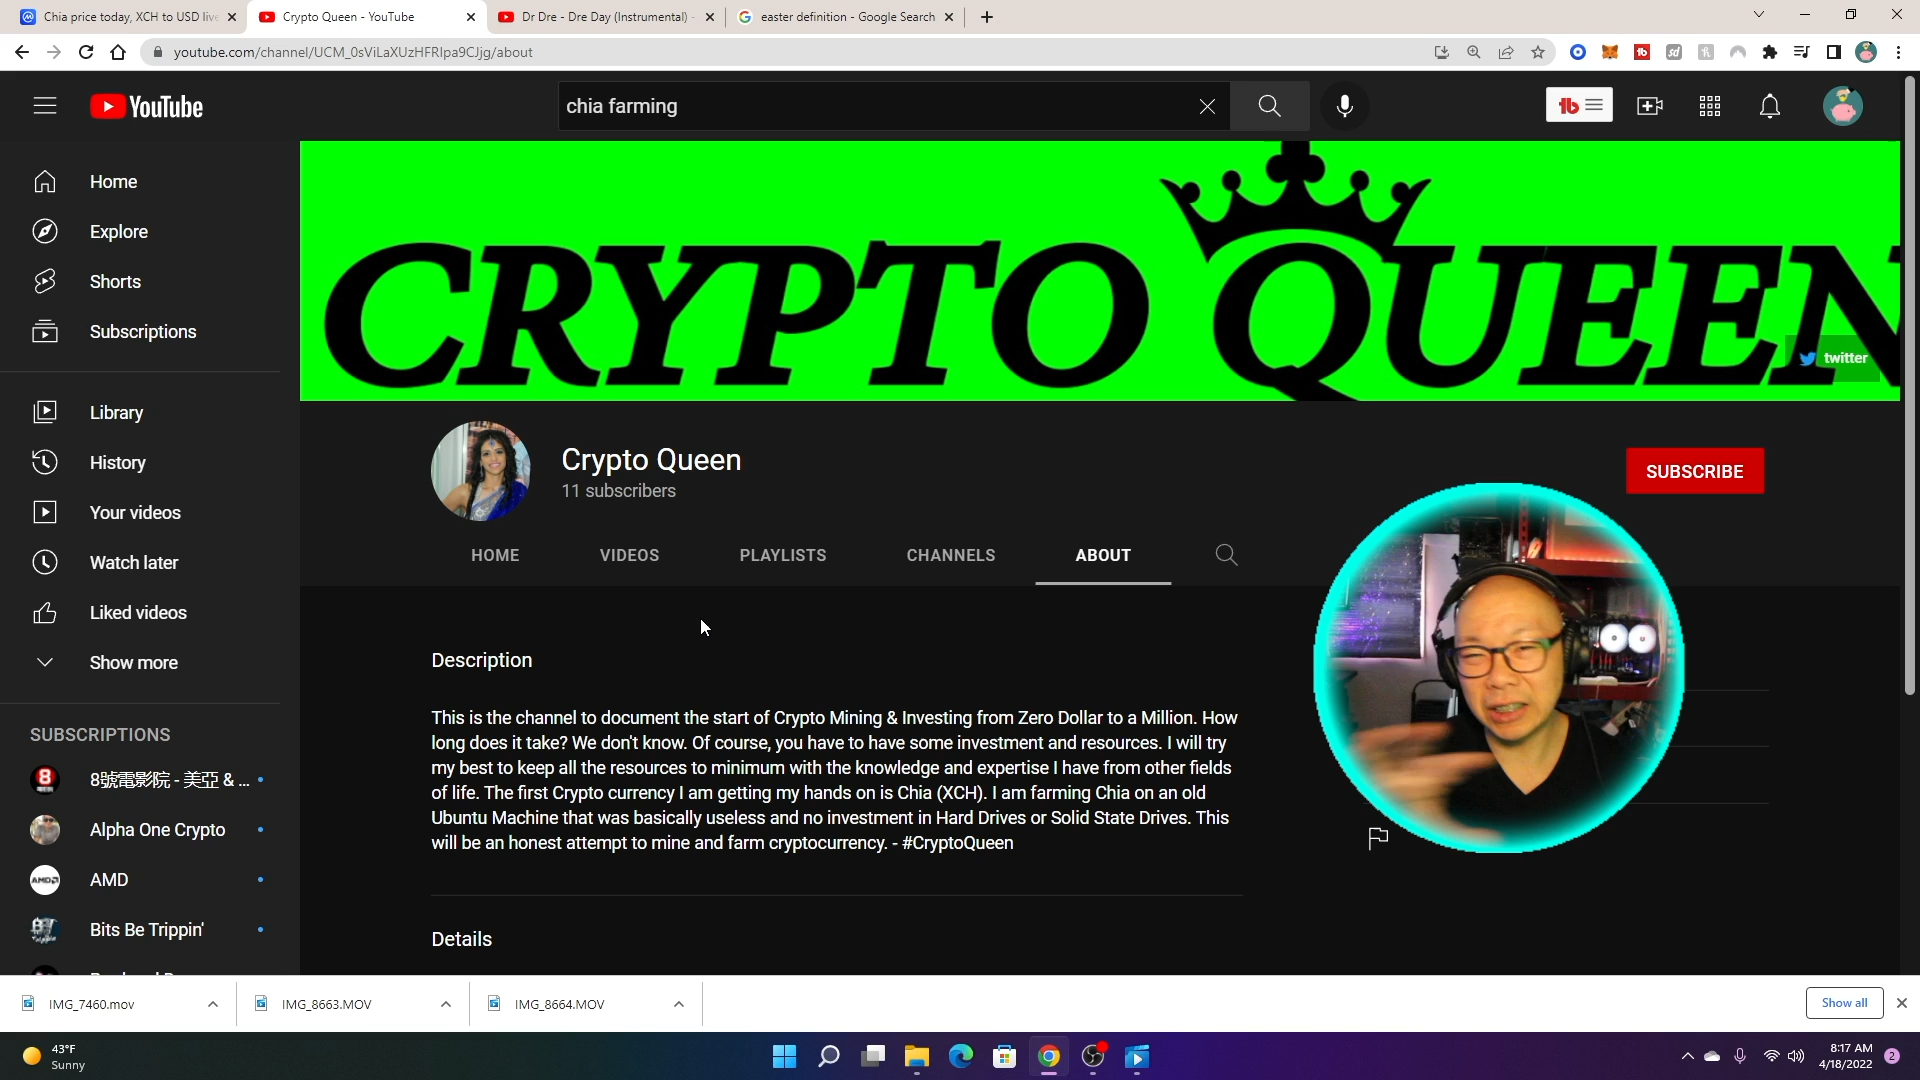 Chia price today, XCH to USD live
Crypto Queen - YouTube
Dr Dre - Dre Day (Instrumental) -
easter definition - Google Search
youtube.com/channel/UCM_0sViLaXUzHFRlpa9CJjg/about
YouTube
chia farming
Home
Explore
Shorts
Subscriptions
Library
History
Your videos
Watch later
Liked videos
Show more
SUBSCRIPTIONS
8號電影院 - 美亞 & ...
Alpha One Crypto
AMD
Bits Be Trippin'
CRYPTO QUEEN
twitter
Crypto Queen
11 subscribers
SUBSCRIBE
HOME
VIDEOS
PLAYLISTS
CHANNELS
ABOUT
Description
This is the channel to document the start of Crypto Mining & Investing from Zero Dollar to a Million. How
long does it take? We don't know. Of course, you have to have some investment and resources. I will try
my best to keep all the resources to minimum with the knowledge and expertise I have from other fields
of life. The first Crypto currency I am getting my hands on is Chia (XCH). I am farming Chia on an old
Ubuntu Machine that was basically useless and no investment in Hard Drives or Solid State Drives. This
will be an honest attempt to mine and farm cryptocurrency. - #CryptoQueen
Details
IMG_7460.mov
IMG_8663.MOV
IMG_8664.MOV
Show all
43°F
Sunny
8:17 AM
4/18/2022
2